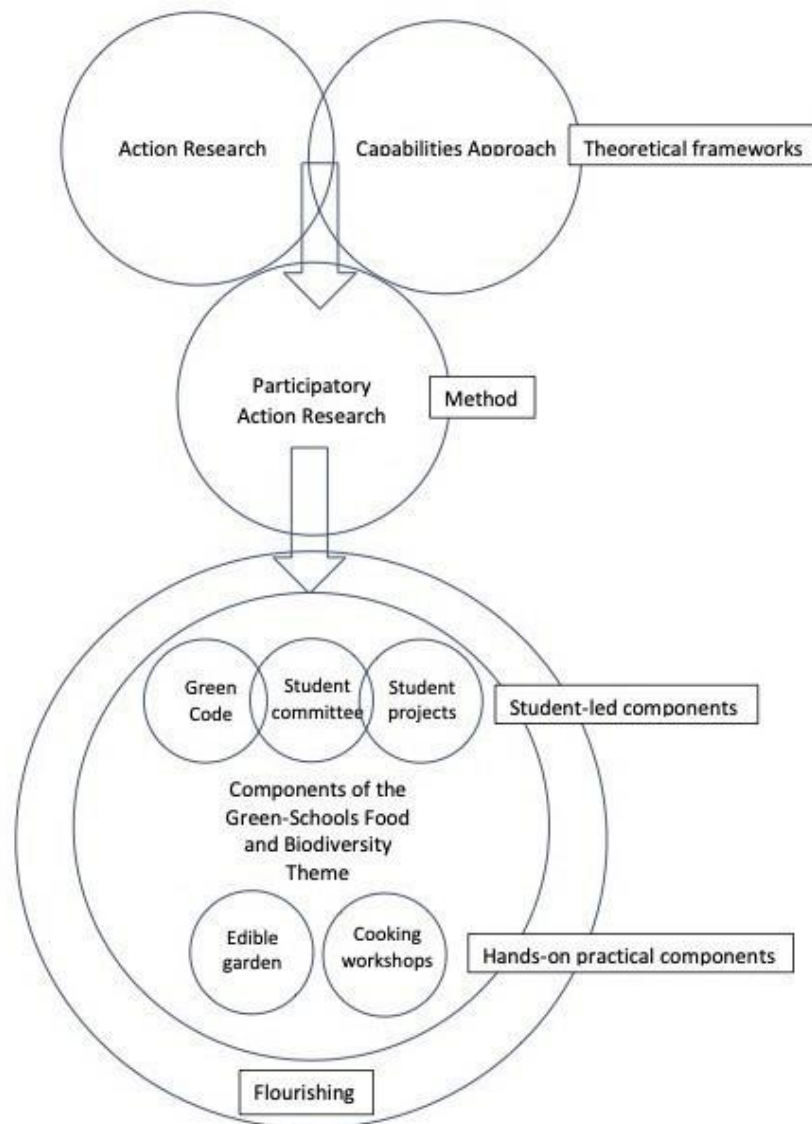 Action Research
Capabilities Approach
Theoretical frameworks
Participatory
Action Research
Method
Green
Code
Student
committee
Student
projects
Student-led components
Components of the
Green-Schools Food
and Biodiversity
Theme
Edible
garden
Cooking
workshops
Hands-on practical components
Flourishing